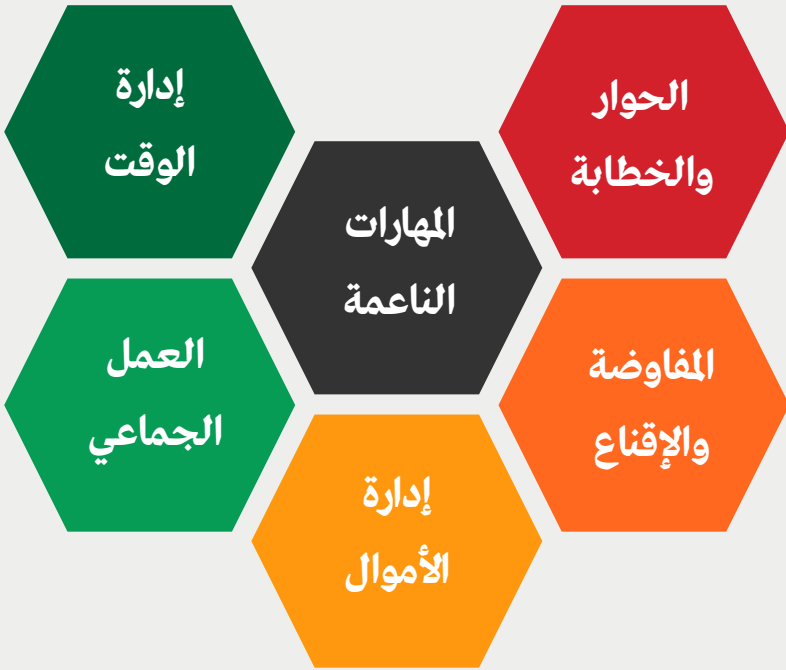 الحوار
والخطابة
إدارة
الوقت
المهارات
الناعمة
المفاوضة
والإقناع
العمل
الجماعي
إدارة
الأموال